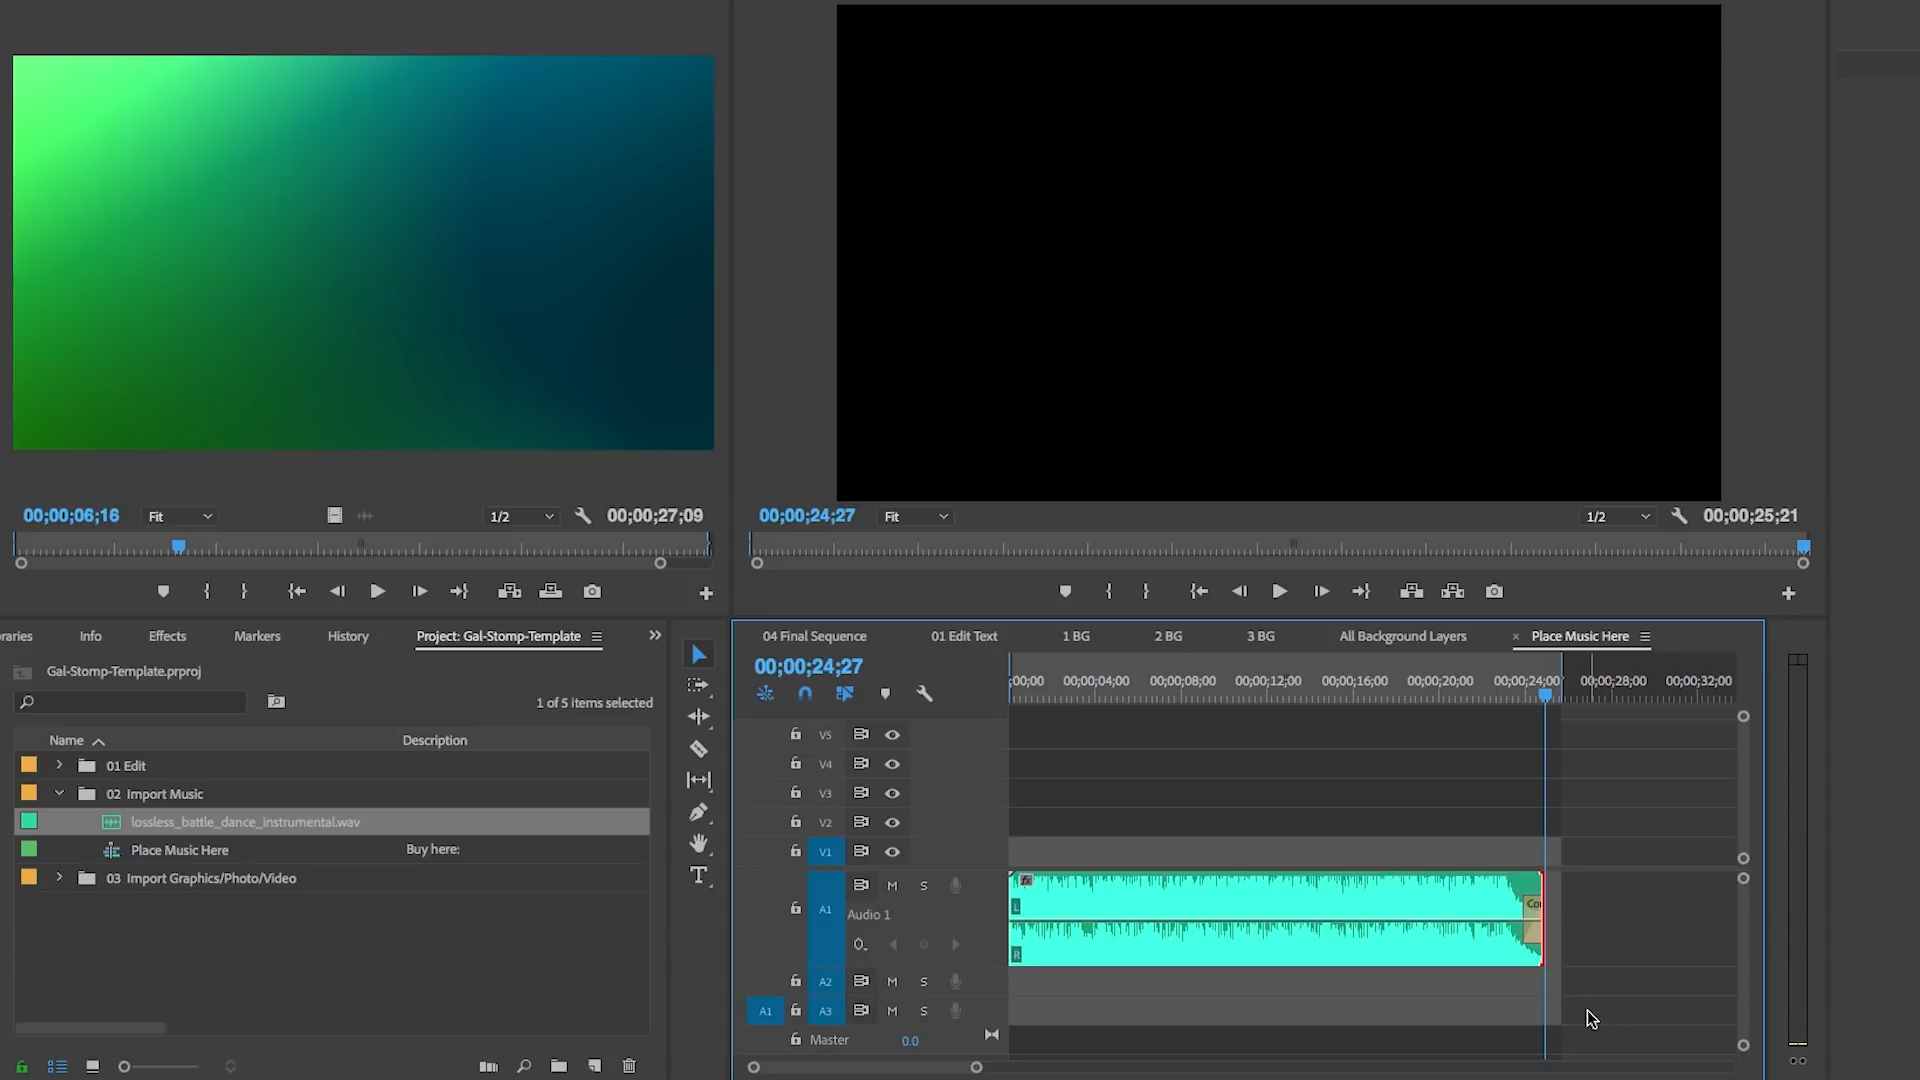 00;00;06;16 Fit 1/2 00;00;27;09
00;00;24;27 Fit 1/2 00;00;25;21
raries Info Effects Markers History Project: Gal-Stomp-Template
Gal-Stomp-Template.prproj
1 of 5 items selected
Name Description
01 Edit
02 Import Music
lossless_battle_dance_instrumental.wav
Place Music Here Buy here:
03 Import Graphics/Photo/Video
04 Final Sequence 01 Edit Text 1 BG 2 BG 3 BG All Background Layers × Place Music Here
00;00;24;27
;00;00 00;00;04;00 00;00;08;00 00;00;12;00 00;00;16;00 00;00;20;00 00;00;24;00 00;00;28;00 00;00;32;00
V5
V4
V3
V2
V1
A1 M S fx
Audio 1 L Co
R
A2 M S
A1 A3 M S
Master 0.0